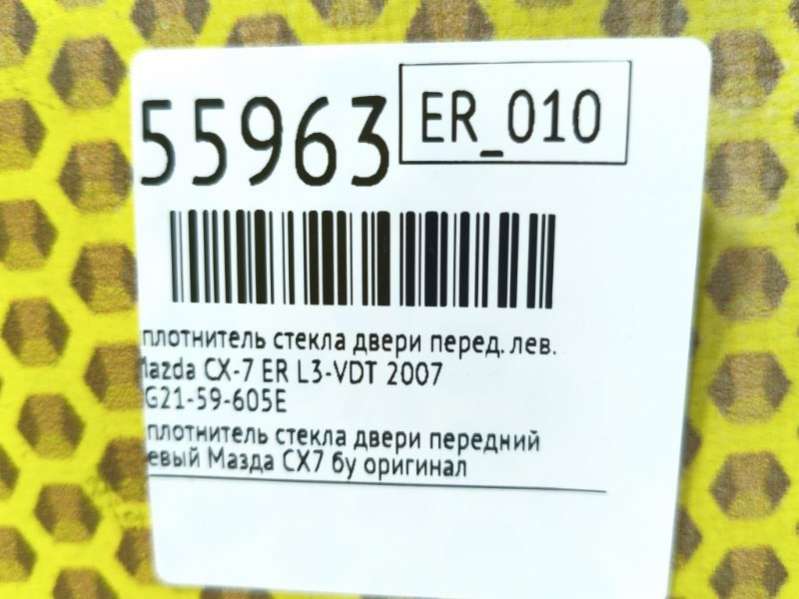 55963
ER_010
плотнитель стекла двери перед. лев.
Mazda CX-7 ER L3-VDT 2007
G21-59-605E
плотнитель стекла двери передний
евый Мазда CX7 бу оригинал